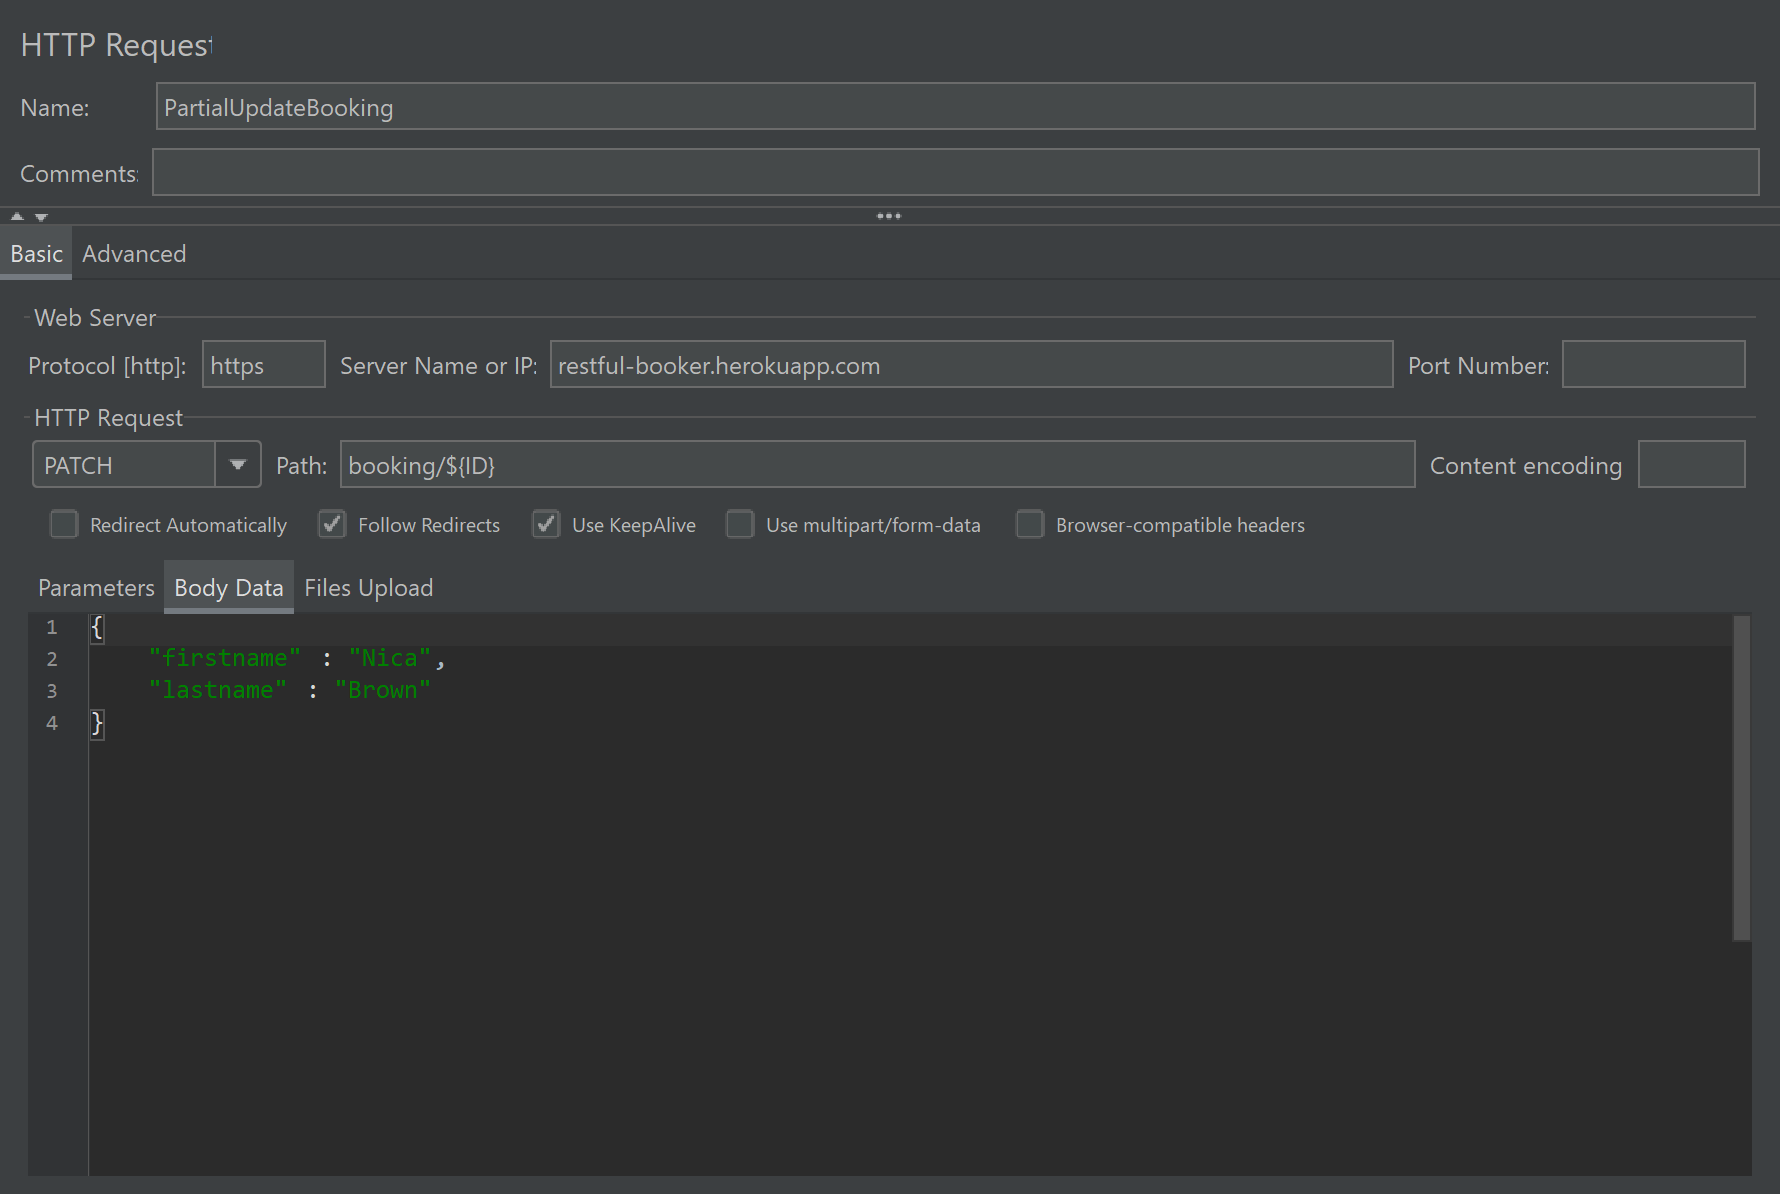 HTTP Request
Name: PartialUpdateBooking
Comments:
Basic Advanced
Web Server
Protocol [http]: https Server Name or IP: restful-booker.herokuapp.com Port Number:
HTTP Request
PATCH Path: booking/${ID} Content encoding
Redirect Automatically Follow Redirects Use KeepAlive Use multipart/form-data Browser-compatible headers
Parameters Body Data Files Upload
1 {
2 "firstname" : "Nica",
3 "lastname" : "Brown"
4 }